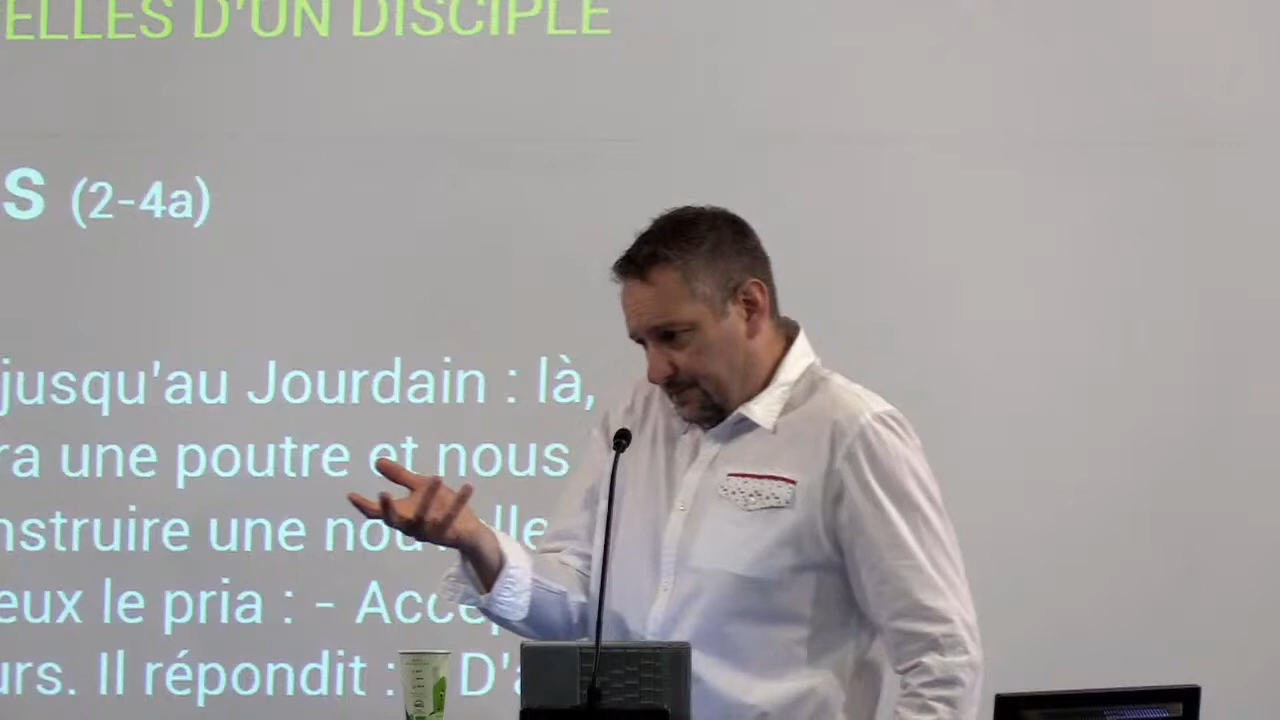 ELLES D'UN DISCIPLE
s (2-4a)
jusqu'au Jourdain : là,
ra une poutre et nous
nstruire une nouvelle
eux le pria : - Acce
urs. Il répondit : - D'a